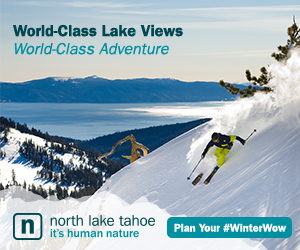 World-Class Lake Views
World-Class Adventure
n
north lake tahoe
it's human nature
Plan Your #WinterWow
n